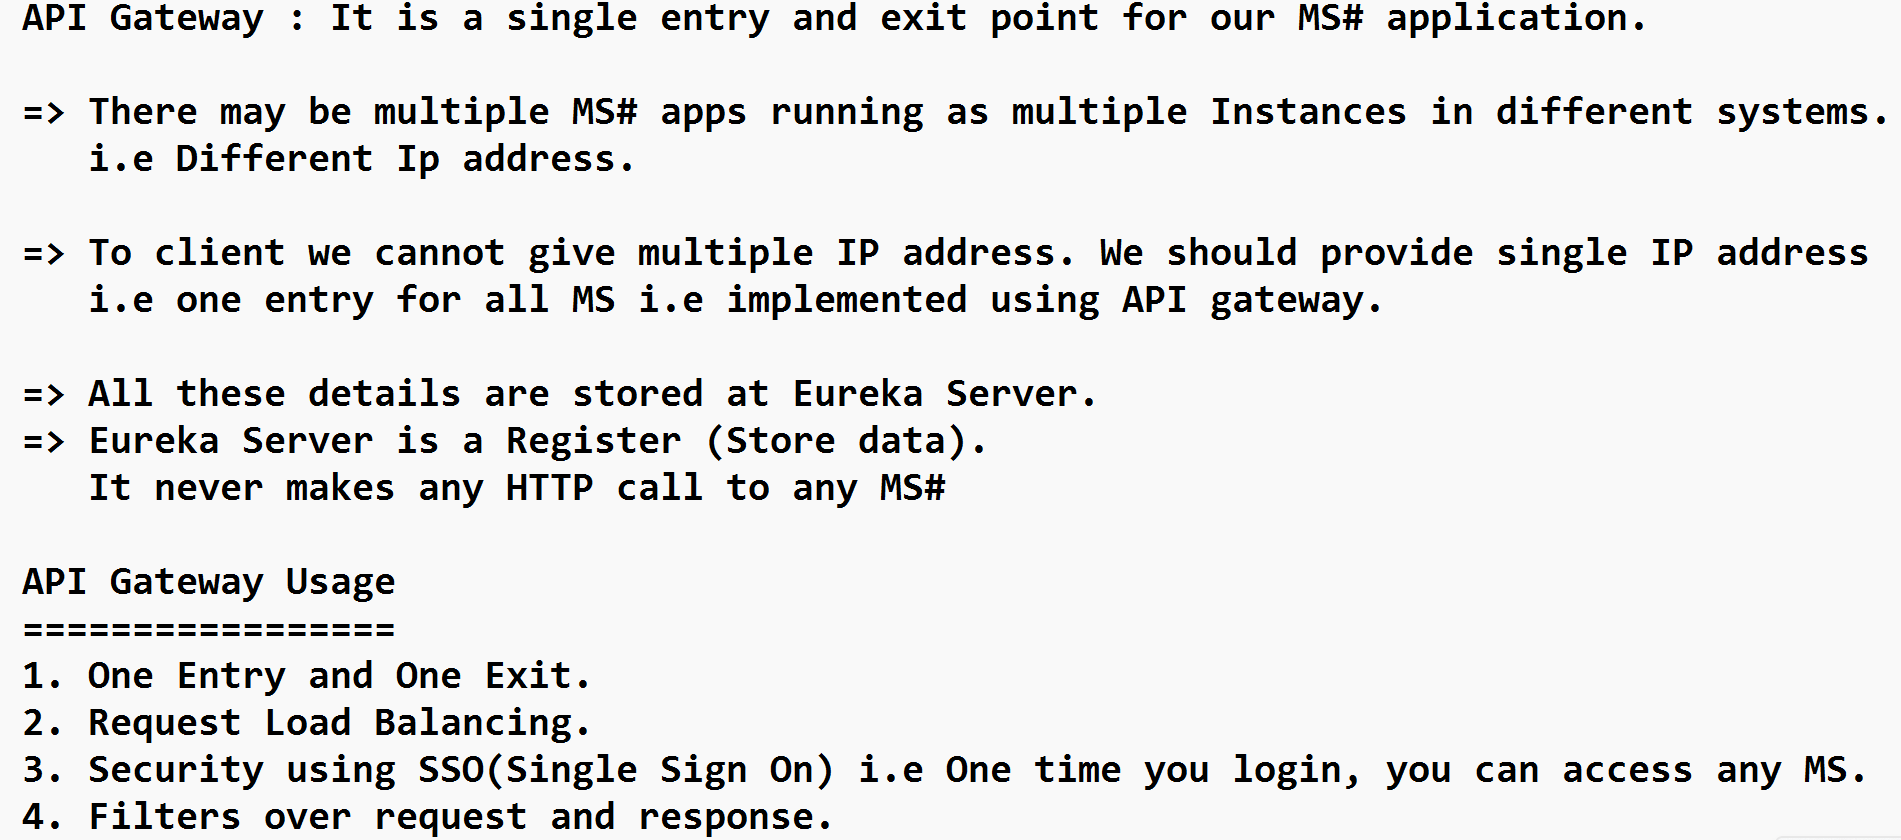 API Gateway : It is a single entry and exit point for our MS# application.
=> There may be multiple MS# apps running as multiple Instances in different systems.
i.e Different Ip address.
=> To client we cannot give multiple IP address. We should provide single IP address
i.e one entry for all MS i.e implemented using API gateway.
=> All these details are stored at Eureka Server.
=> Eureka Server is a Register (Store data).
It never makes any HTTP call to any MS#
API Gateway Usage
=================
1. One Entry and One Exit.
2. Request Load Balancing.
3. Security using SSO(Single Sign On) i.e One time you login, you can access any MS.
4. Filters over request and response.